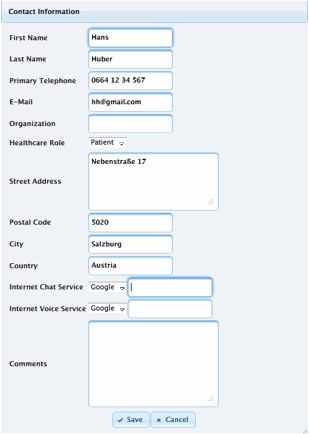 Contact Information
First Name Hans
Last Name Huber
Primary Telephone 0664 12 34 567
E-Mail hh@gmail.com
Organization
Healthcare Role Patient
Street Address Nebenstraße 17
Postal Code 5020
City Salzburg
Country Austria
Internet Chat Service Google
Internet Voice Service Google
Comments
Save Cancel